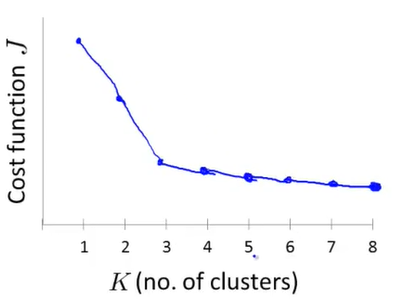 Cost function J
1 2 3 4 5 6 7 8
K (no. of clusters)